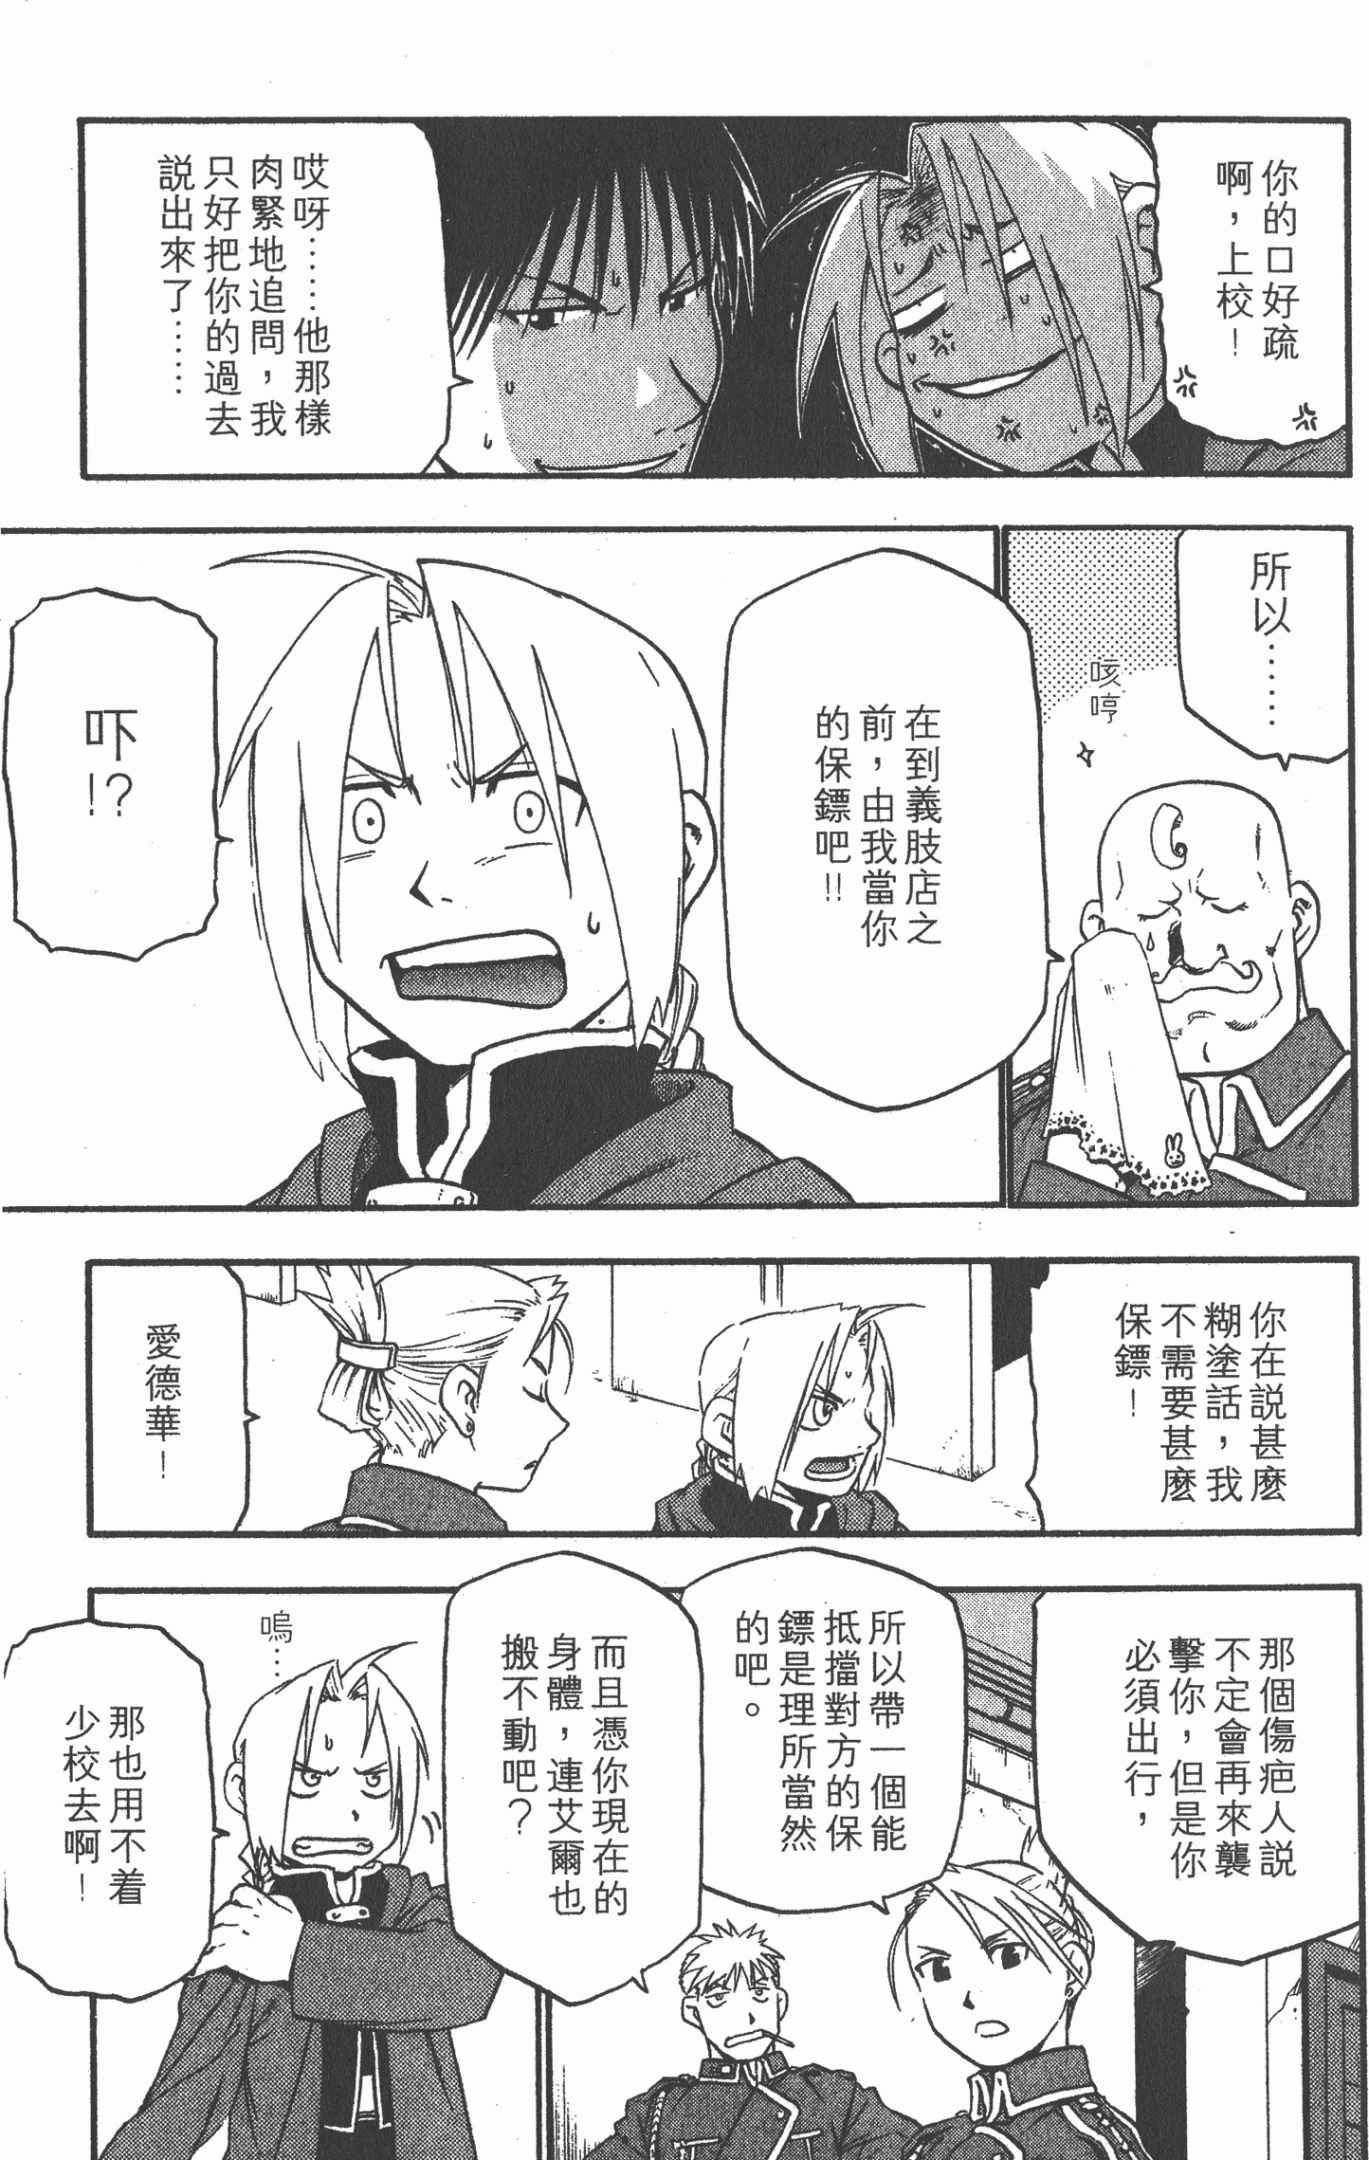 你的口好疏
啊，上校！
哎呀……他那樣
肉緊地追問，我
只好把你的過去
説出來了……
所以……
咳哼
在到義肢店之
前，由我當你
的保鏢吧!!
吓!?
你在説甚麼
糊塗話，我
不需要甚麼
保鏢！
愛德華！
那個傷疤人説
不定會再來襲
擊你，但是你
必須出行，
所以帶一個能
抵擋對方的保
鏢是理所當然
的吧。
而且憑你現在的
身體，連艾爾也
搬不動吧？
嗚…
那也用不着
少校去啊！